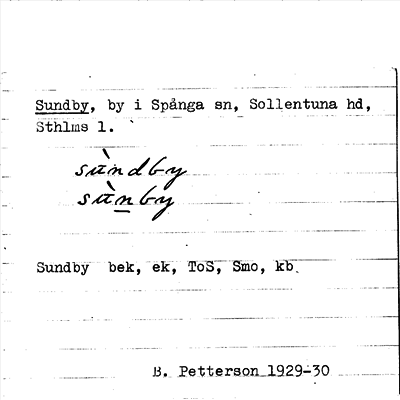 Sundby, by i Spånga sn, Sollentuna hd,
Sthlms l.
sùndby
sùnby
Sundby bek, ek, ToS, Smo, kb.
B. Petterson 1929-30